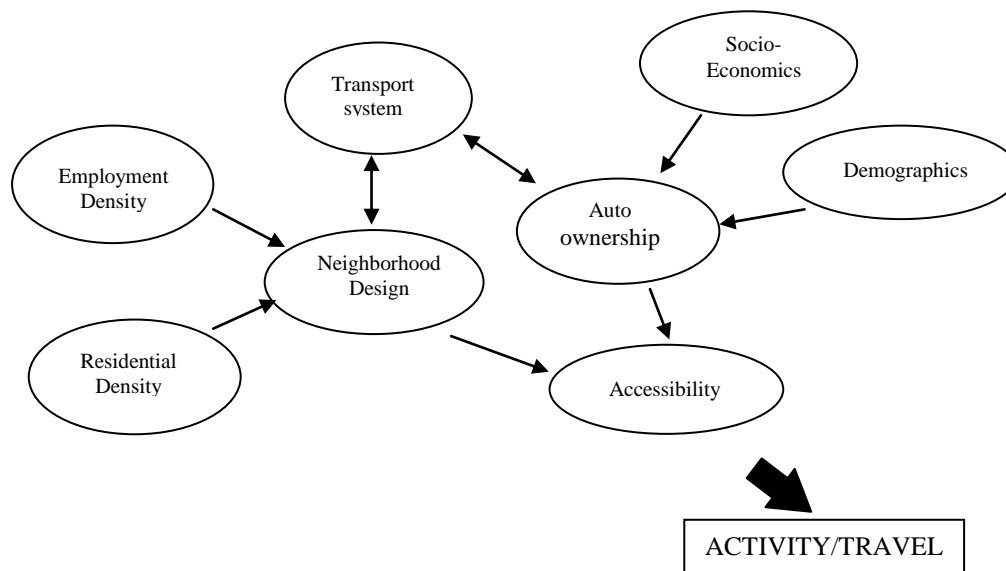 Socio-
Economics
Transport
system
Employment
Density
Demographics
Auto
ownership
Neighborhood
Design
Residential
Density
Accessibility
ACTIVITY/TRAVEL